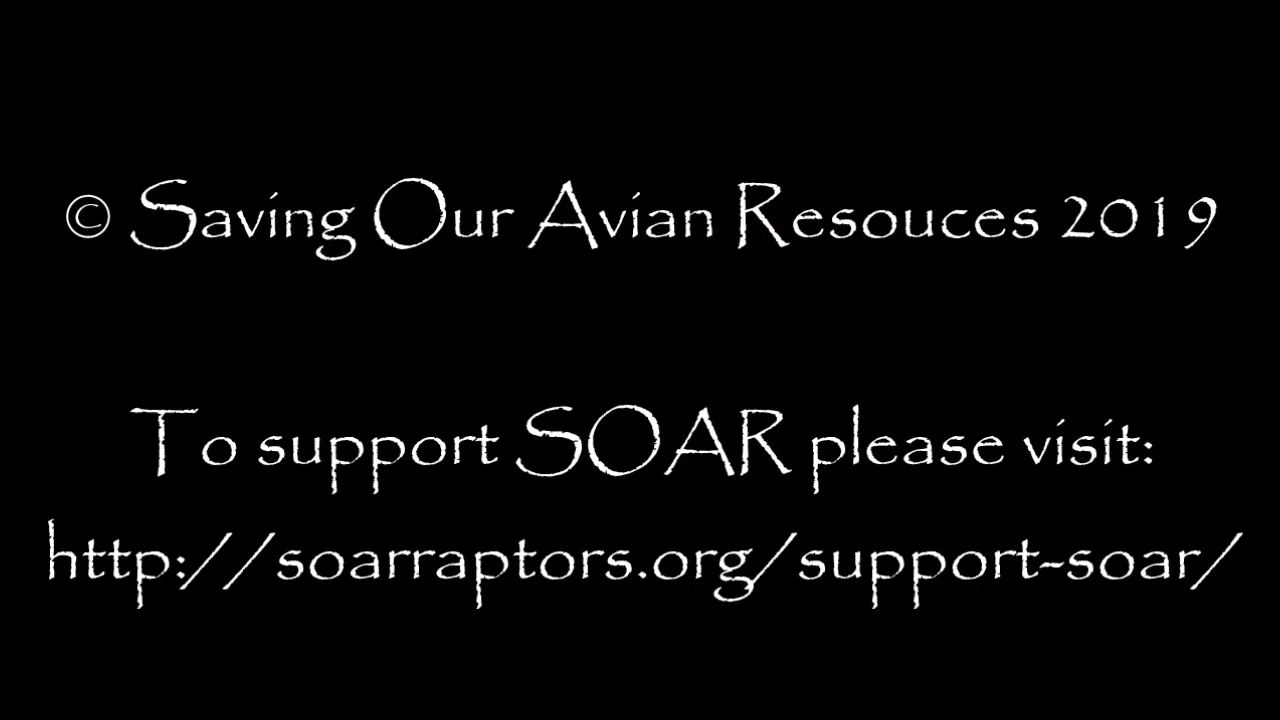 © Saving Our Avian Resouces 2019
To support SOAR please visit:
http://soarraptors.org/support-soar/